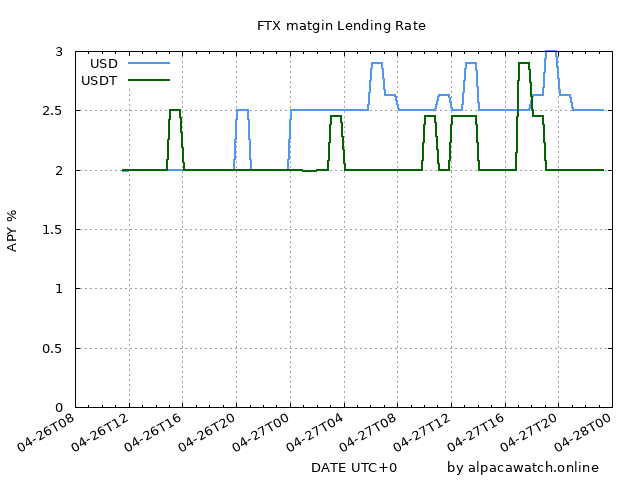 FTX matgin Lending Rate
USD
USDT
3
2.5
2
1.5
1
0.5
0
APY %
04-26T08
04-26T12
04-26T16
04-26T20
04-27T00
04-27T04
04-27T08
04-27T12
04-27T16
04-27T20
04-28T00
DATE UTC+0
by alpacawatch.online